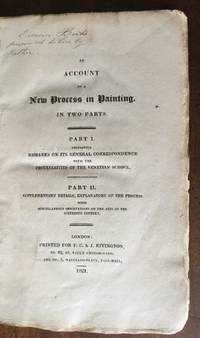 AN
ACCOUNT
OF A
New Process in Painting.
IN TWO PARTS.
PART I.
CONTAINING
REMARKS ON ITS GENERAL CORRESPONDENCE
WITH THE
PECULIARITIES OF THE VENETIAN SCHOOL.
PART II.
SUPPLEMENTARY DETAILS, EXPLANATORY OF THE PROCESS;
WITH
MISCELLANEOUS OBSERVATIONS ON THE ARTS OF THE
SIXTEENTH CENTURY.
LONDON:
PRINTED FOR F. C. & J. RIVINGTON,
NO. 62, ST. PAUL'S CHURCH-YARD,
AND NO. 3, WATERLOO-PLACE, PALL-MALL.
1821.